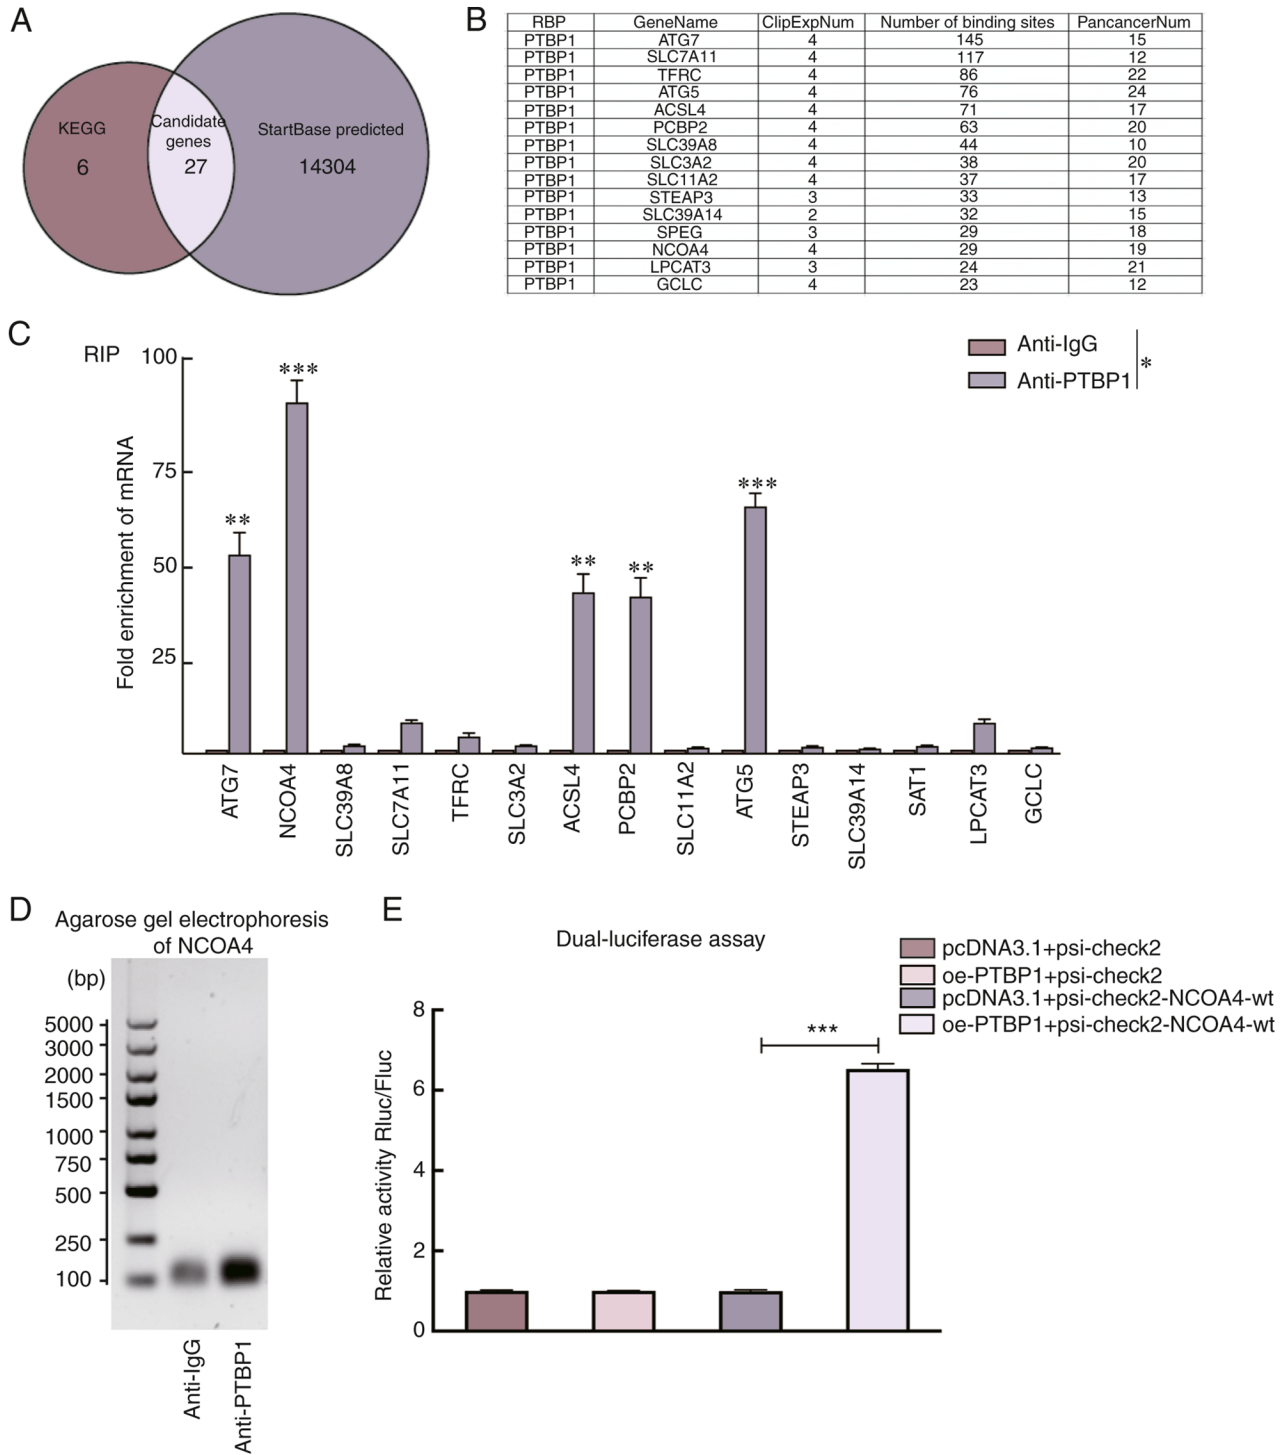 A
KEGG
6
Candidate
genes
27
StartBase predicted
14304
B
RBP GeneName ClipExpNum Number of binding sites PancancerNum
PTBP1 ATG7 4 145 15
PTBP1 SLC7A11 4 117 12
PTBP1 TFRC 4 86 22
PTBP1 ATG5 4 76 24
PTBP1 ACSL4 4 71 17
PTBP1 PCBP2 4 63 20
PTBP1 SLC39A8 4 44 10
PTBP1 SLC3A2 4 38 20
PTBP1 SLC11A2 4 37 17
PTBP1 STEAP3 3 33 13
PTBP1 SLC39A14 2 32 15
PTBP1 SPEG 3 29 18
PTBP1 NCOA4 4 29 19
PTBP1 LPCAT3 3 24 21
PTBP1 GCLC 4 23 12
C
RIP
Anti-IgG
Anti-PTBP1
*
Fold enrichment of mRNA
100
75
50
25
**
***
**
**
***
ATG7
NCOA4
SLC39A8
SLC7A11
TFRC
SLC3A2
ACSL4
PCBP2
SLC11A2
ATG5
STEAP3
SLC39A14
SAT1
LPCAT3
GCLC
D
Agarose gel electrophoresis
of NCOA4
(bp)
5000
3000
2000
1500
1000
750
500
250
100
Anti-IgG
Anti-PTBP1
E
Dual-luciferase assay
pcDNA3.1+psi-check2
oe-PTBP1+psi-check2
pcDNA3.1+psi-check2-NCOA4-wt
oe-PTBP1+psi-check2-NCOA4-wt
Relative activity Rluc/Fluc
8
6
4
2
0
***